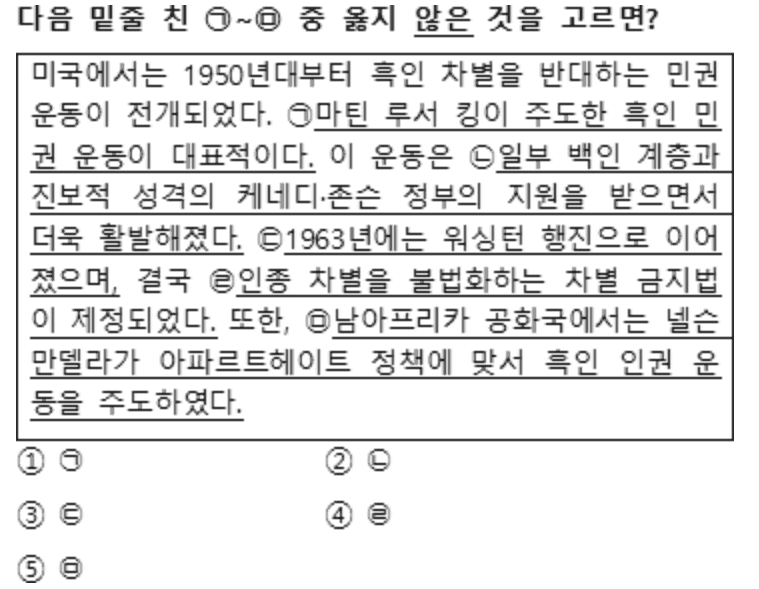 다음 밑줄 친 ㉠~㉤ 중 옳지 않은 것을 고르면?
미국에서는 1950년대부터 흑인 차별을 반대하는 민권
운동이 전개되었다. ㉠마틴 루서 킹이 주도한 흑인 민
권 운동이 대표적이다. 이 운동은 ㉡일부 백인 계층과
진보적 성격의 케네디·존슨 정부의 지원을 받으면서
더욱 활발해졌다. ㉢1963년에는 워싱턴 행진으로 이어
졌으며, 결국 ㉣인종 차별을 불법화하는 차별 금지법
이 제정되었다. 또한, ㉤남아프리카 공화국에서는 넬슨
만델라가 아파르트헤이트 정책에 맞서 흑인 인권 운
동을 주도하였다.
① ㉠ ② ㉡
③ ㉢ ④ ㉣
⑤ ㉤